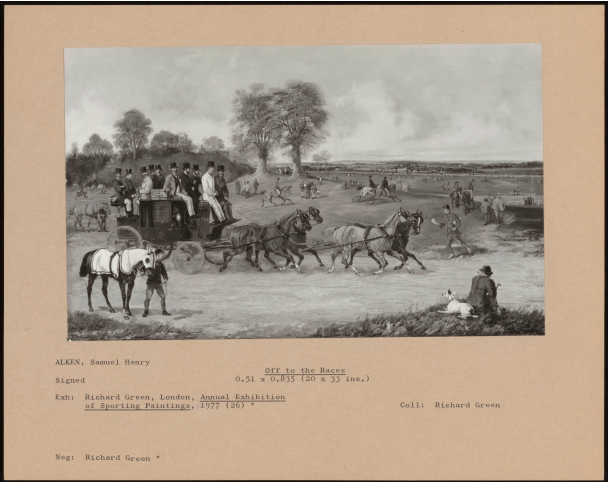 ALKEN, Samuel Henry
Off to the Races
Signed
0.51 x 0.835 (20 x 33 ins.)
Exh: Richard Green, London, Annual Exhibition
of Sporting Paintings, 1977 (26) *
Coll: Richard Green
Neg: Richard Green *